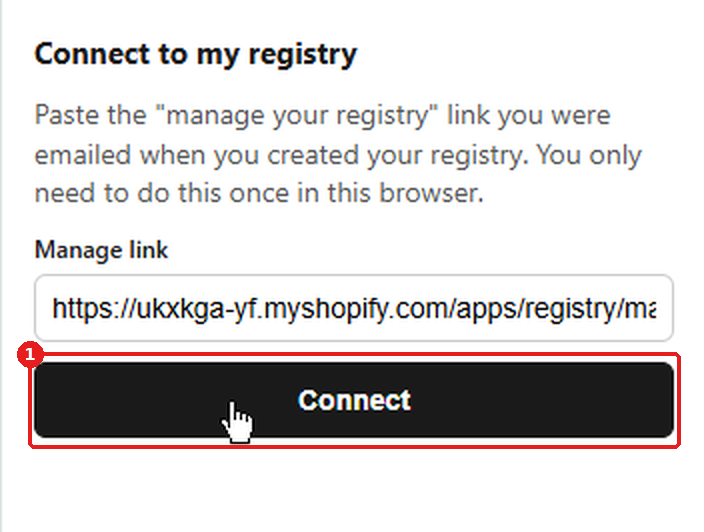 Connect to my registry
Paste the "manage your registry" link you were
emailed when you created your registry. You only
need to do this once in this browser.
Manage link
https://ukxkga-yf.myshopify.com/apps/registry/ma
1
Connect